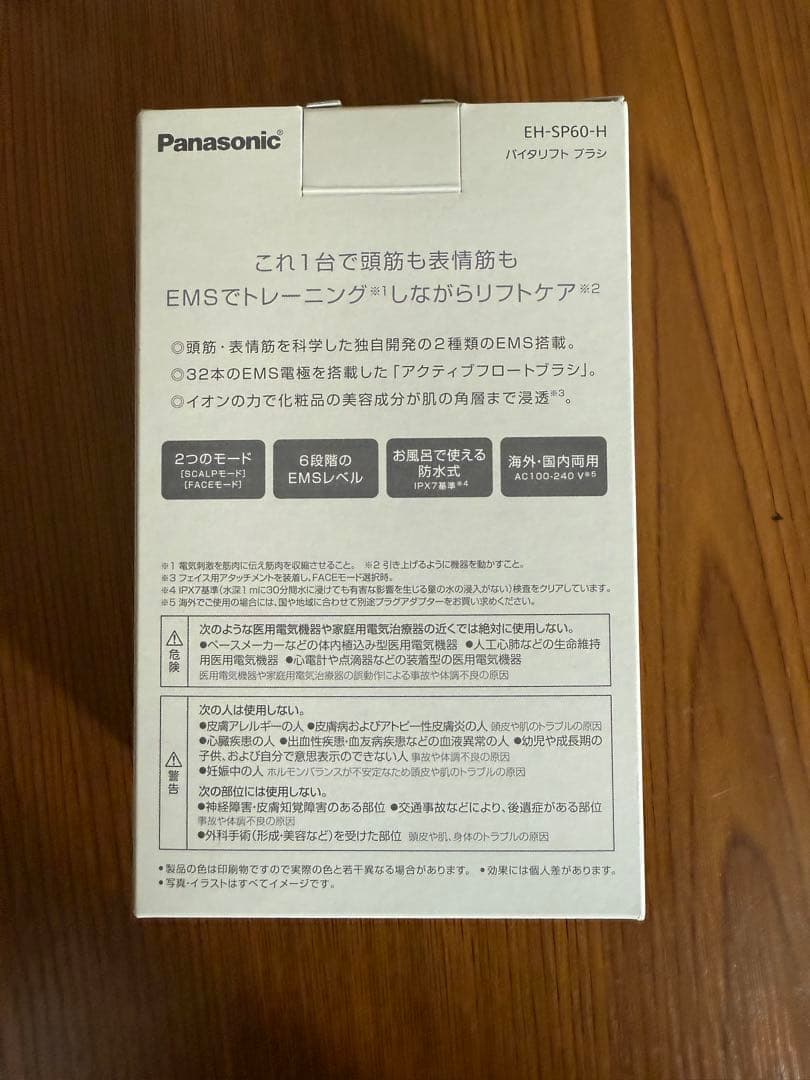 Panasonic®
EH-SP60-H
バイタリフト ブラシ
これ1台で頭筋も表情筋も
EMSでトレーニング※1しながらリフトケア※2
◎頭筋・表情筋を科学した独自開発の2種類のEMS搭載。
◎32本のEMS電極を搭載した「アクティブフロートブラシ」。
◎イオンの力で化粧品の美容成分が肌の角層まで浸透※3。
2つのモード
[SCALPモード]
[FACEモード]
6段階の
EMSレベル
お風呂で使える
防水式
IPX7基準※4
海外・国内両用
AC100-240 V※5
※1 電気刺激を筋肉に伝え筋肉を収縮させること。 ※2 引き上げるように機器を動かすこと。
※3 フェイス用アタッチメントを装着し、FACEモード選択時。
※4 IPX7基準(水深1mに30分間水に浸けても有害な影響を生じる量の水の浸入がない)検査をクリアしています。
※5 海外でご使用の場合には、国や地域に合わせて別途プラグアダプターをお買い求めください。
危険
次のような医用電気機器や家庭用電気治療器の近くでは絶対に使用しない。
●ペースメーカーなどの体内植込み型医用電気機器 ●人工心肺などの生命維持
用医用電気機器 ●心電計や点滴器などの装着型の医用電気機器
医用電気機器や家庭用電気治療器の誤動作による事故や体調不良の原因
警告
次の人は使用しない。
●皮膚アレルギーの人 ●皮膚病およびアトピー性皮膚炎の人 頭皮や肌のトラブルの原因
●心臓疾患の人 ●出血性疾患・血友病疾患などの血液異常の人 ●幼児や成長期の
子供、および自分で意思表示のできない人 事故や体調不良の原因
●妊娠中の人 ホルモンバランスが不安定なため頭皮や肌のトラブルの原因
次の部位には使用しない。
●神経障害・皮膚知覚障害のある部位 ●交通事故などにより、後遺症がある部位
事故や体調不良の原因
●外科手術(形成・美容など)を受けた部位 頭皮や肌、身体のトラブルの原因
●製品の色は印刷物ですので実際の色と若干異なる場合があります。 ●効果には個人差があります。
●写真・イラストはすべてイメージです。